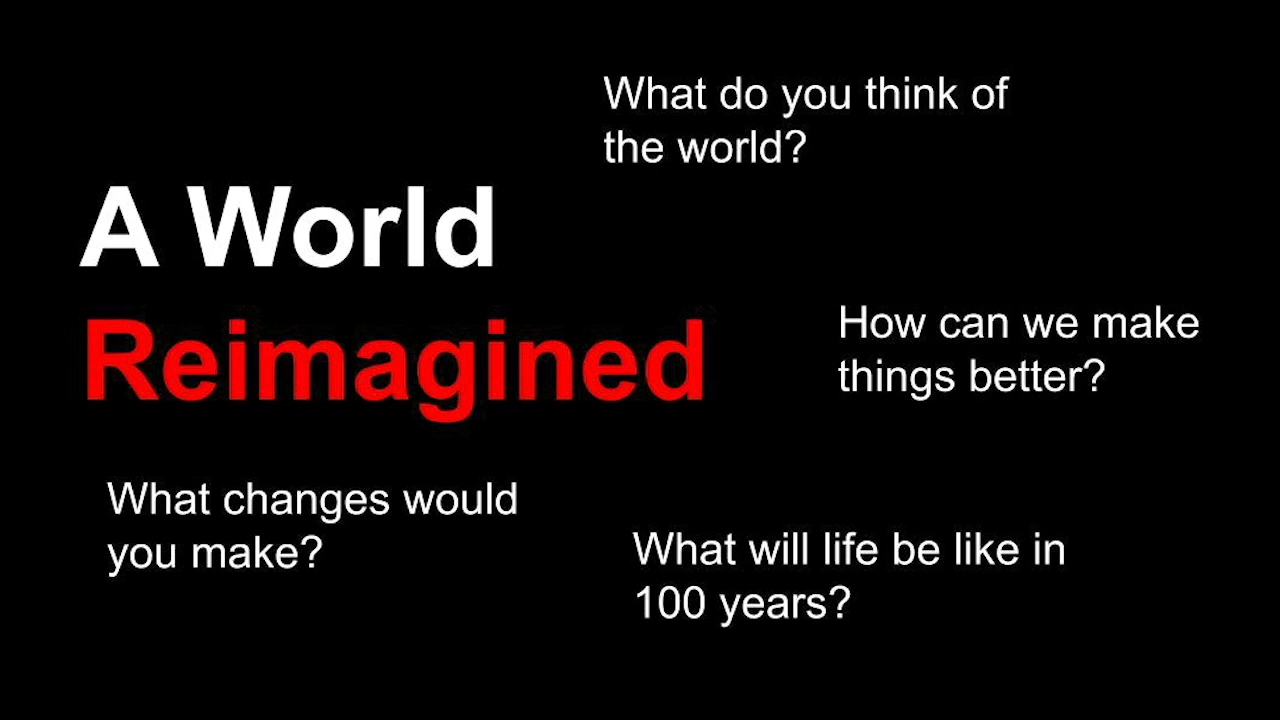 What do you think of
the world?
A World
Reimagined
How can we make
things better?
What changes would
you make?
What will life be like in
100 years?